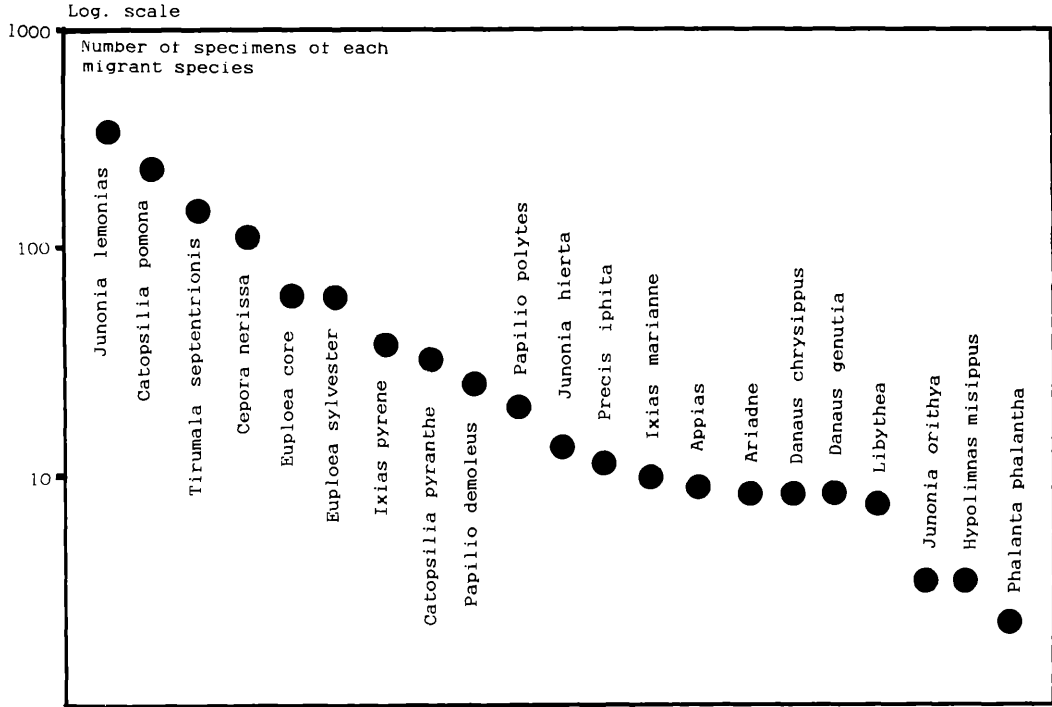 Log. scale
1000
Number of specimens of each
migrant species
100
10
Junonia lemonias
Catopsilia pomona
Tirumala septentrionis
Cepora nerissa
Euploea core
Euploea sylvester
Ixias pyrene
Catopsilia pyranthe
Papilio demoleus
Papilio polytes
Junonia hierta
Precis iphita
Ixias marianne
Appias
Ariadne
Danaus chrysippus
Danaus genutia
Libythea
Junonia orithya
Hypolimnas misippus
Phalanta phalantha